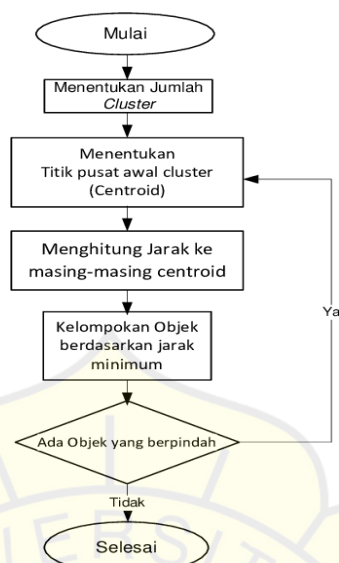 Mulai
Menentukan Jumlah
Cluster
Menentukan
Titik pusat awal cluster
(Centroid)
Menghitung Jarak ke
masing-masing centroid
Ya
Kelompokan Objek
berdasarkan jarak
minimum
Ada Objek yang berpindah
Tidak
Selesai